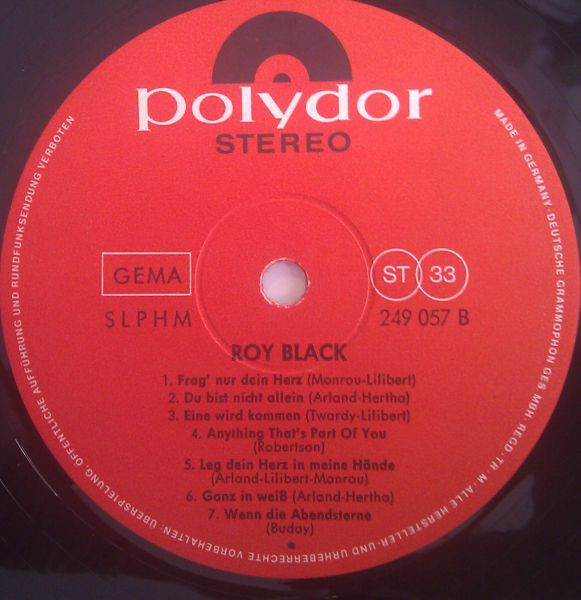 polydor
STEREO
GEMA
ST 33
SLPHM
249 057 B
ROY BLACK
1. Frag' nur dein Herz (Monrou-Lilibert)
2. Du bist nicht allein (Arland-Hertha)
3. Eine wird kommen (Twardy-Lilibert)
4. Anything That's Part Of You
(Robertson)
5. Leg dein Herz in meine Hände
(Arland-Lilibert-Monrou)
6. Ganz in weiß (Arland-Hertha)
7. Wenn die Abendsterne
(Buday)
MADE IN GERMANY · DEUTSCHE GRAMMOPHON GES MBH. REGD · TR · M · ALLE HERSTELLER- UND URHEBERRECHTE VORBEHALTEN: ÜBERSPIELUNG, ÖFFENTLICHE AUFFÜHRUNG UND RUNDFUNKSENDUNG VERBOTEN